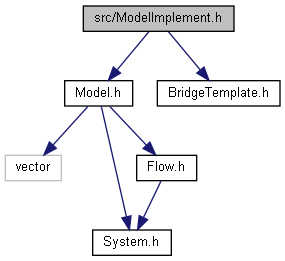 src/ModelImplement.h
Model.h
BridgeTemplate.h
vector
Flow.h
System.h